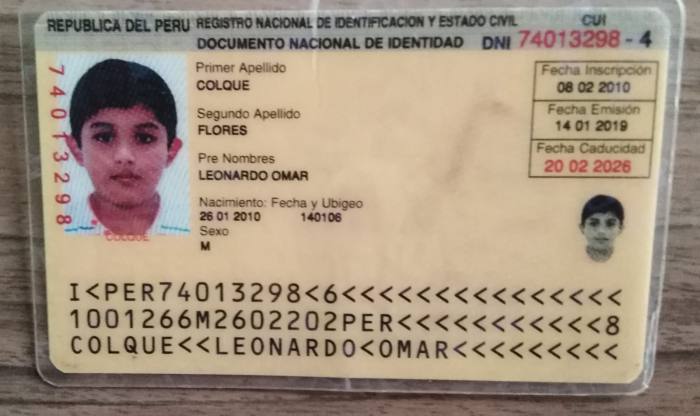 REPUBLICA DEL PERU REGISTRO NACIONAL DE IDENTIFICACION Y ESTADO CIVIL CUI
DOCUMENTO NACIONAL DE IDENTIDAD DNI 74013298 - 4
Primer Apellido
COLQUE
Segundo Apellido
FLORES
Pre Nombres
LEONARDO OMAR
Nacimiento: Fecha y Ubigeo
26 01 2010 140106
Sexo
M
Fecha Inscripción
08 02 2010
Fecha Emisión
14 01 2019
Fecha Caducidad
20 02 2026
74013298
COLQUE
I<PER74013298<6<<<<<<<<<<<<<<<
1001266M2602202PER<<<<<<<<<<<8
COLQUE<<LEONARDO<OMAR<<<<<<<<<